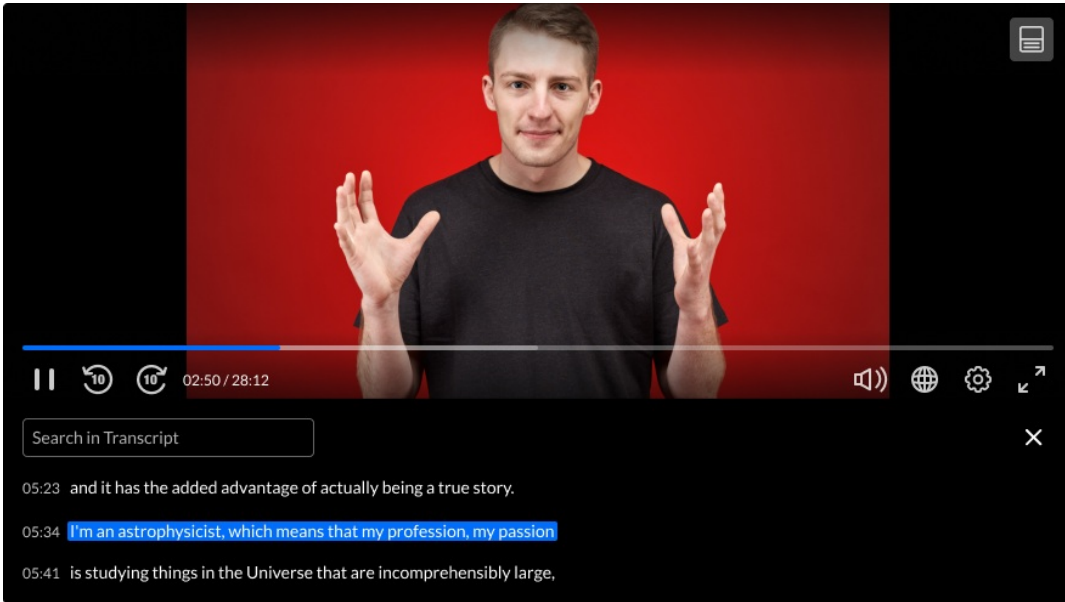 10 10 02:50 / 28:12
Search in Transcript
05:23 and it has the added advantage of actually being a true story.
05:34 I'm an astrophysicist, which means that my profession, my passion
05:41 is studying things in the Universe that are incomprehensibly large,